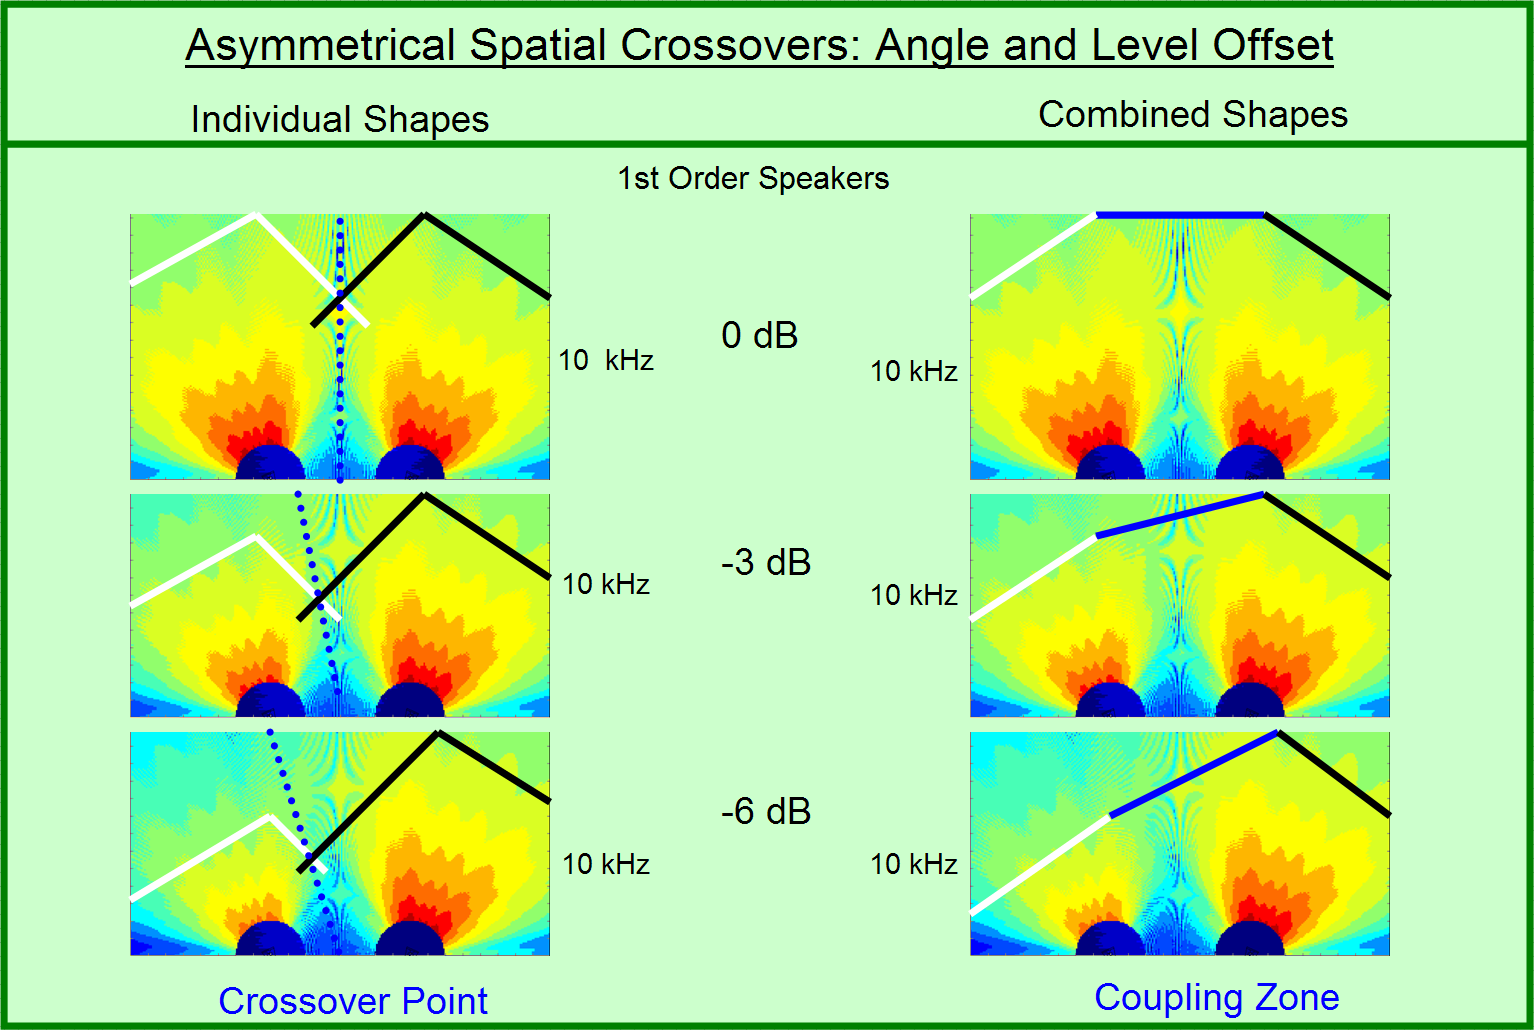 Asymmetrical Spatial Crossovers: Angle and Level Offset
Individual Shapes
Combined Shapes
1st Order Speakers
10 kHz
0 dB
10 kHz
10 kHz
-3 dB
10 kHz
10 kHz
-6 dB
10 kHz
Crossover Point
Coupling Zone